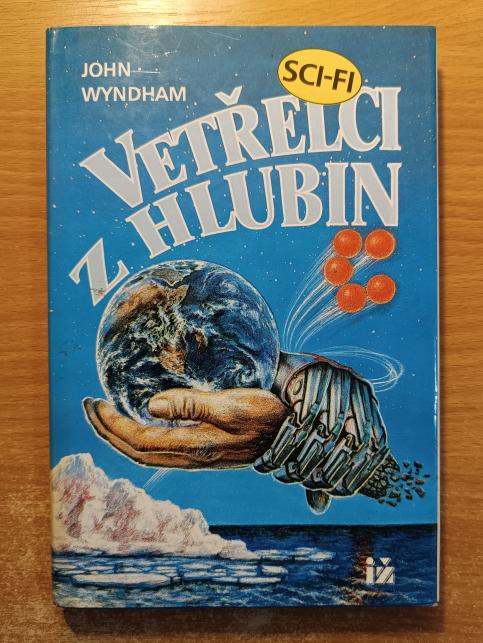 JOHN
WYNDHAM
SCI-FI
VETŘELCI
Z HLUBIN
iž